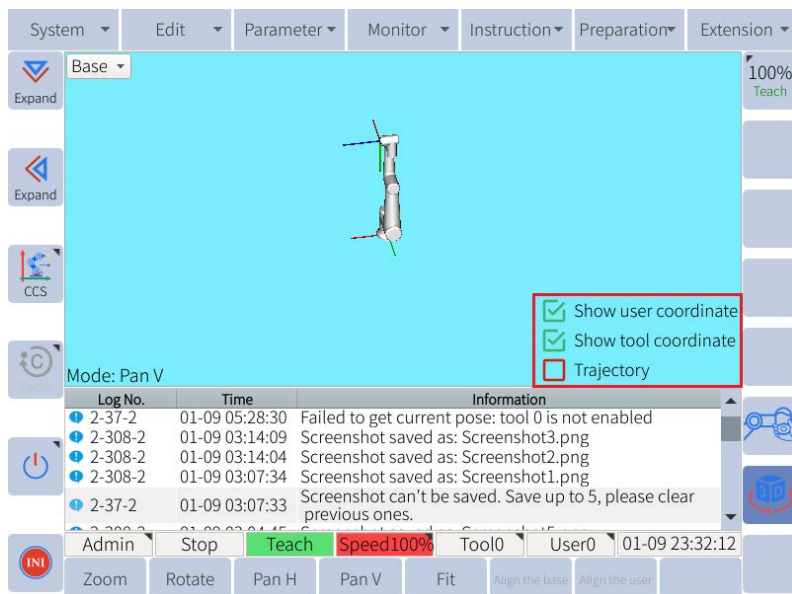 System Edit Parameter Monitor Instruction Preparation Extension
Expand
Base
100%
Teach
Expand
CCS
Show user coordinate
Show tool coordinate
Trajectory
Mode: Pan V
Log No. Time Information
2-37-2 01-09 05:28:30 Failed to get current pose: tool 0 is not enabled
2-308-2 01-09 03:14:09 Screenshot saved as: Screenshot3.png
2-308-2 01-09 03:14:04 Screenshot saved as: Screenshot2.png
2-308-2 01-09 03:07:34 Screenshot saved as: Screenshot1.png
2-37-2 01-09 03:07:33 Screenshot can't be saved. Save up to 5, please clear
previous ones.
3D
Admin Stop Teach Speed100% Tool0 User0 01-09 23:32:12
INI
Zoom Rotate Pan H Pan V Fit Align the base Align the user